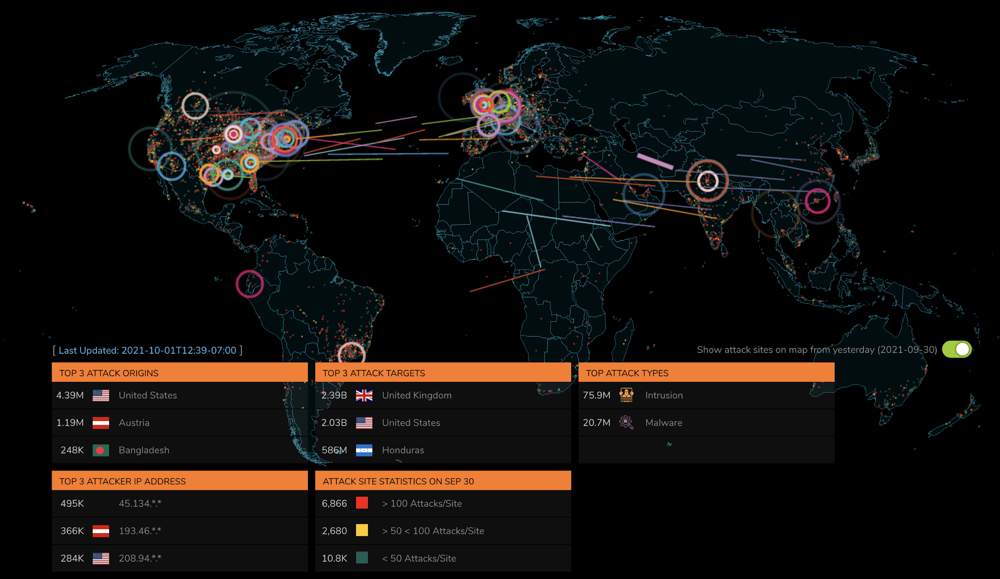 [ Last Updated: 2021-10-01T12:39-07:00 ]
Show attack sites on map from yesterday (2021-09-30)
TOP 3 ATTACK ORIGINS
4.39M United States
1.19M Austria
248K Bangladesh
TOP 3 ATTACK TARGETS
2.39B United Kingdom
2.03B United States
586M Honduras
TOP ATTACK TYPES
75.9M Intrusion
20.7M Malware
TOP 3 ATTACKER IP ADDRESS
495K 45.134.*.*
366K 193.46.*.*
284K 208.94.*.*
ATTACK SITE STATISTICS ON SEP 30
6,866 > 100 Attacks/Site
2,680 > 50 < 100 Attacks/Site
10.8K < 50 Attacks/Site